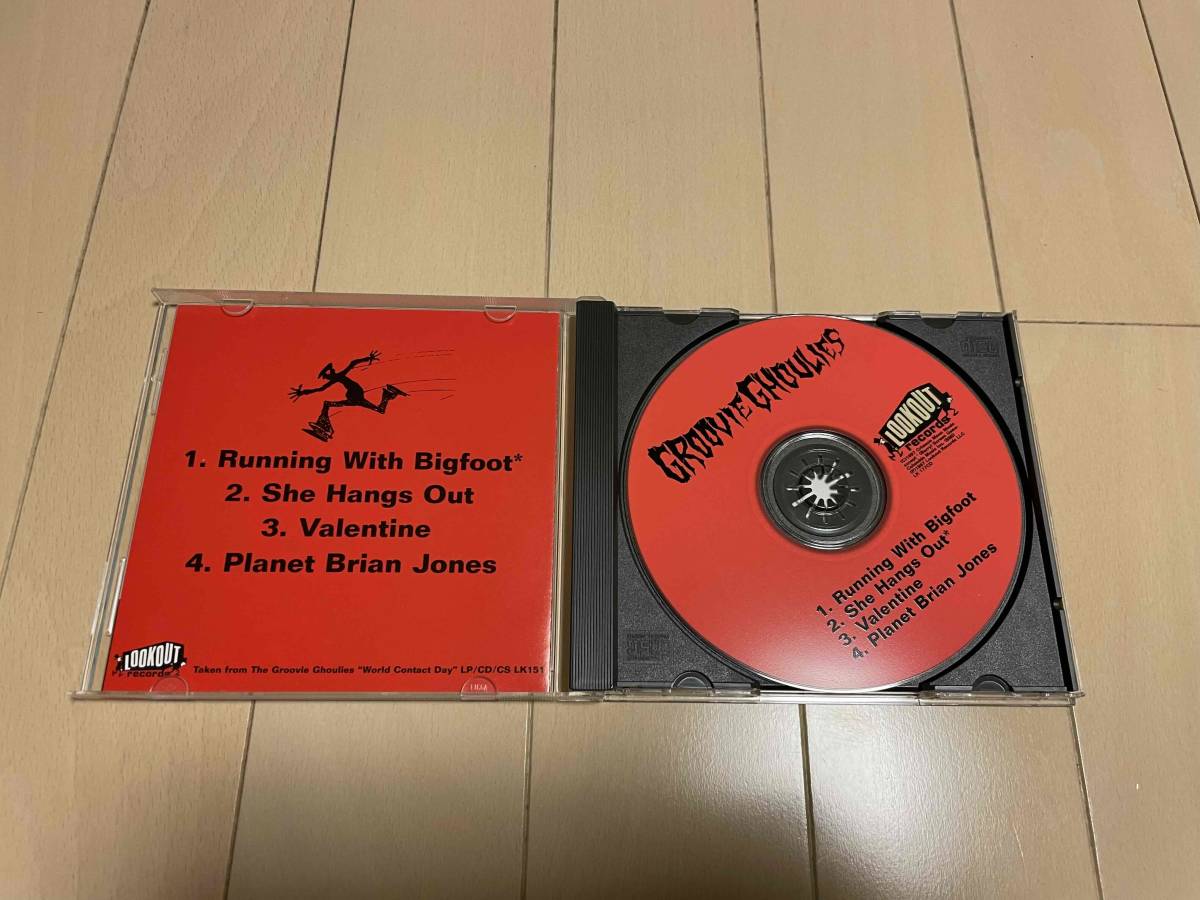 1. Running With Bigfoot*
2. She Hangs Out
3. Valentine
4. Planet Brian Jones
LOOKOUT
records
Taken from The Groovie Ghoulies "World Contact Day" LP/CD/CS LK151
GROOVIE GHOULIES
LOOKOUT
records
1. Running With Bigfoot
2. She Hangs Out*
3. Valentine
4. Planet Brian Jones